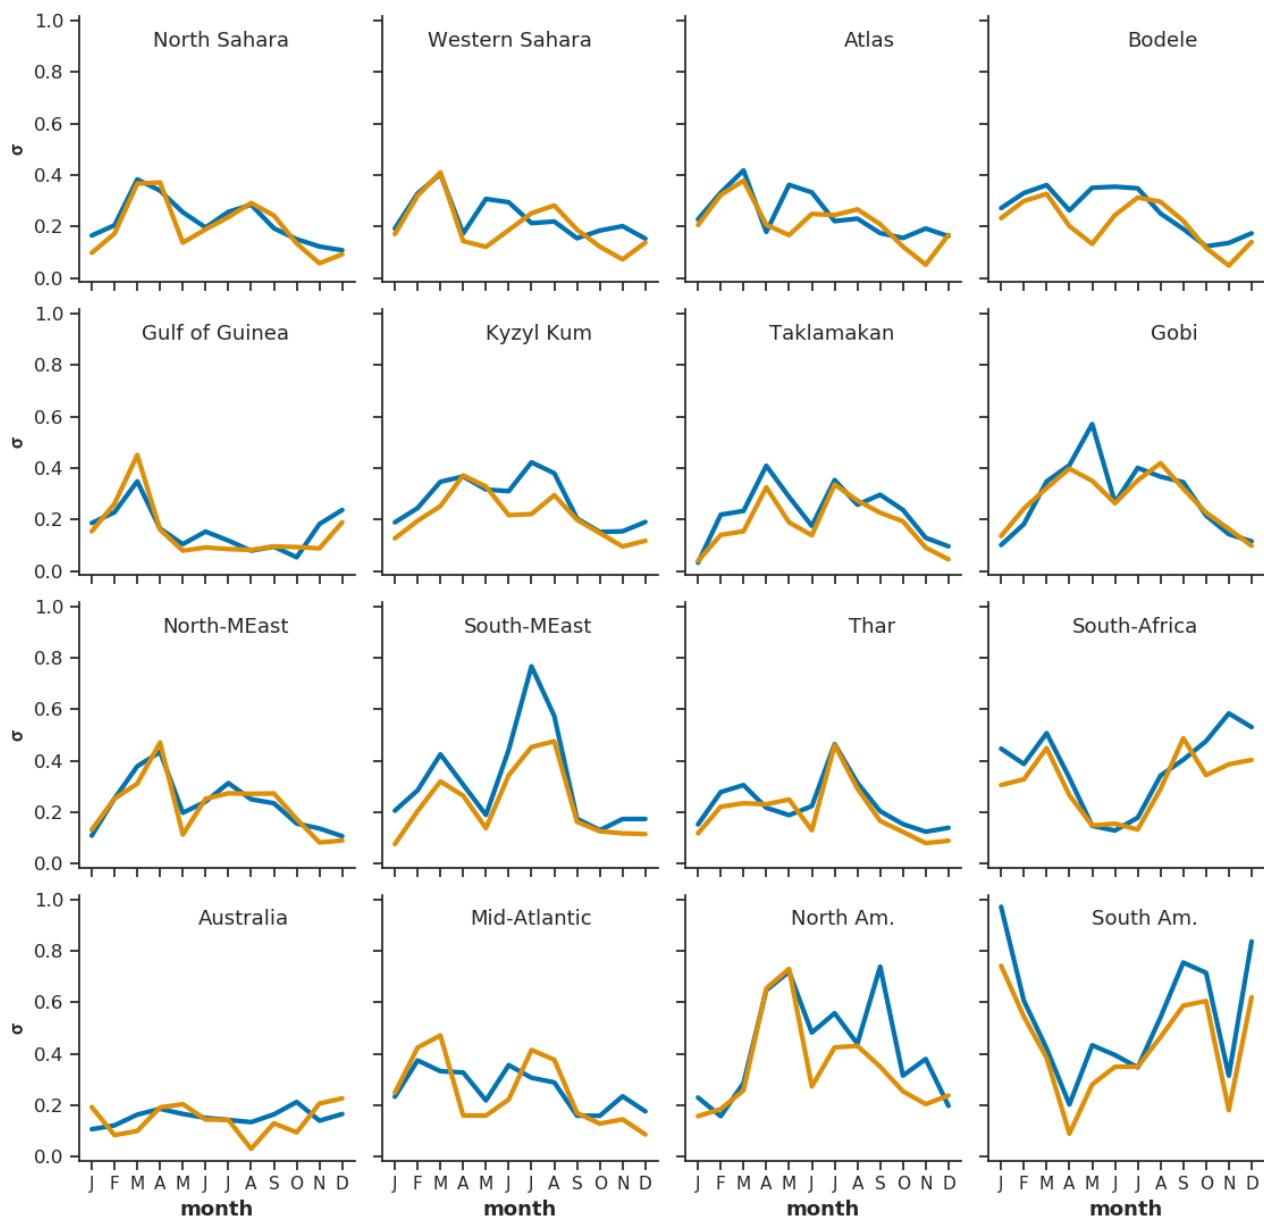 1.0
North Sahara
Western Sahara
Atlas
Bodele
0.8
0.6
σ
0.4
0.2
0.0
J F M A M J J A S O N D
J F M A M J J A S O N D
J F M A M J J A S O N D
J F M A M J J A S O N D
1.0
Gulf of Guinea
Kyzyl Kum
Taklamakan
Gobi
0.8
0.6
σ
0.4
0.2
0.0
1.0
North-MEast
South-MEast
Thar
South-Africa
0.8
0.6
σ
0.4
0.2
0.0
1.0
Australia
Mid-Atlantic
North Am.
South Am.
0.8
0.6
σ
0.4
0.2
0.0
J F M A M J J A S O N D
J F M A M J J A S O N D
J F M A M J J A S O N D
J F M A M J J A S O N D
month
month
month
month